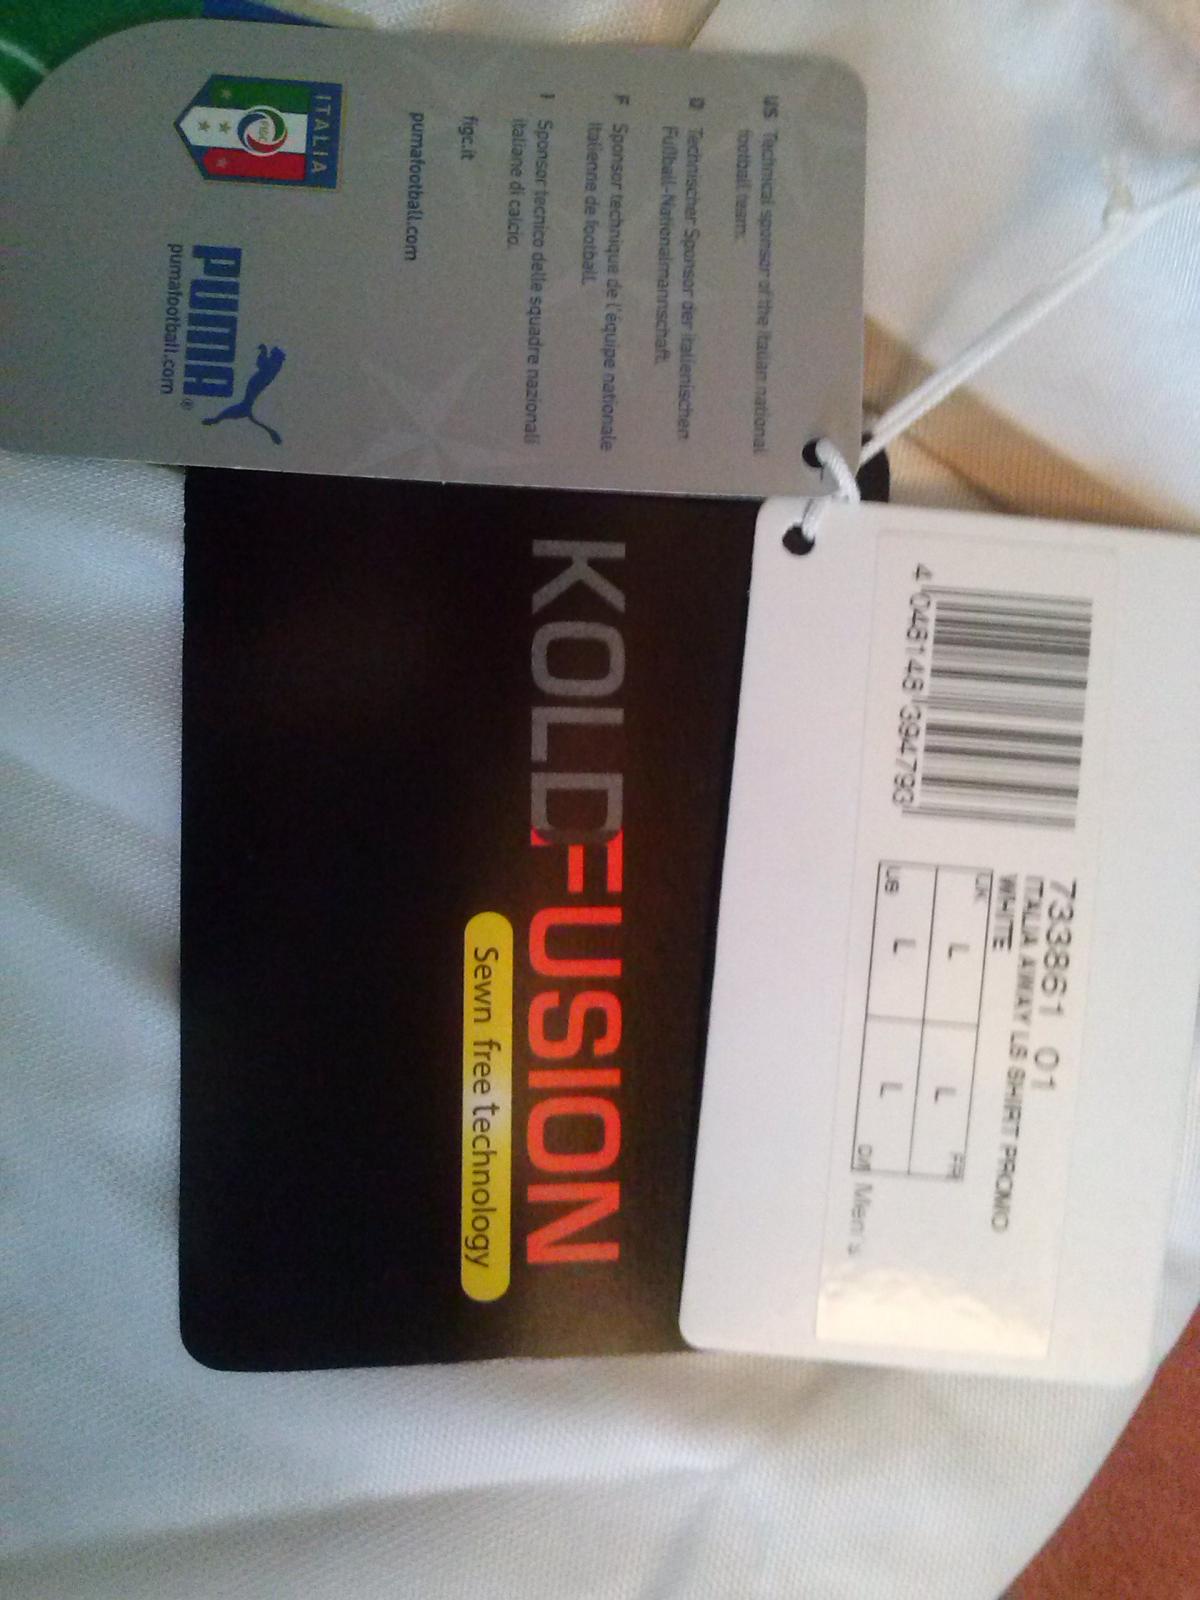 US Technical sponsor of the Italian national
football team.
D Technischer Sponsor der italienischen
Fußball-Nationalmannschaft.
F Sponsor technique de l'équipe nationale
italienne de football.
I Sponsor tecnico delle squadre nazionali
italiane di calcio.
figc.it
pumafootball.com
ITALIA
FIGC
PUMA®
pumafootball.com
KOLDFUSION
Sewn free technology
4 046148 394793
733861 01
ITALIA AWAY LS SHIRT PROMO
WHITE
UK L L FR
US L L D/I Men's